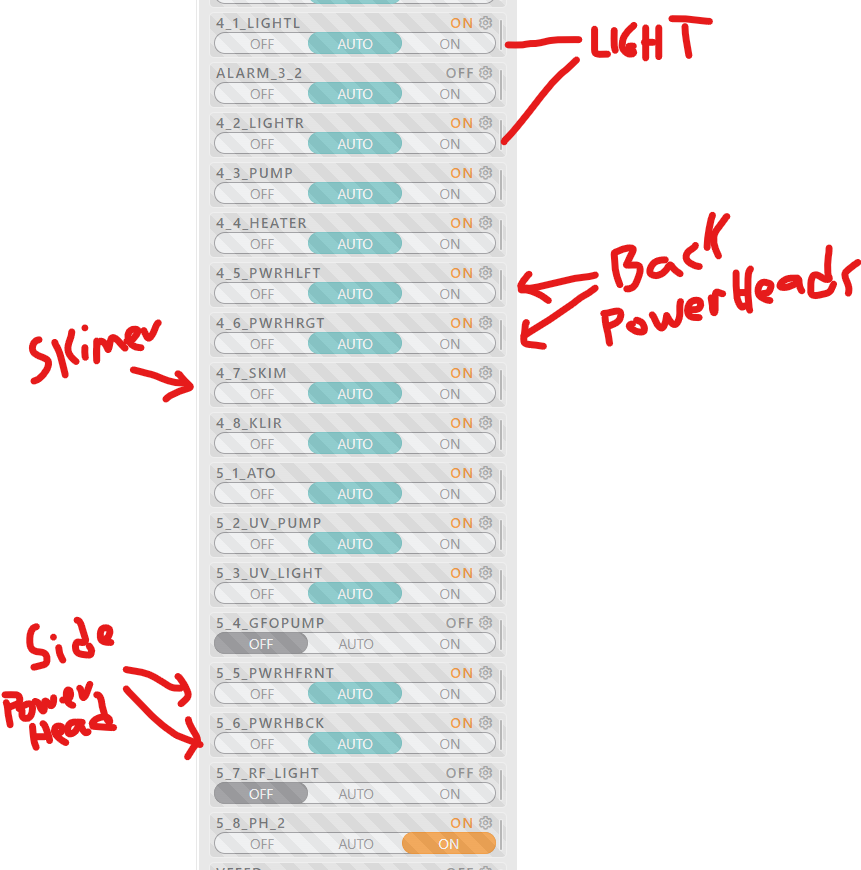 4_1_LIGHTL ON
OFF AUTO ON
LIGHT
ALARM_3_2 OFF
OFF AUTO ON
4_2_LIGHTR ON
OFF AUTO ON
4_3_PUMP ON
OFF AUTO ON
4_4_HEATER ON
OFF AUTO ON
4_5_PWRHLFT ON
OFF AUTO ON
Back
PowerHeads
4_6_PWRHRGT ON
OFF AUTO ON
Skimer
4_7_SKIM ON
OFF AUTO ON
4_8_KLIR ON
OFF AUTO ON
5_1_ATO ON
OFF AUTO ON
5_2_UV_PUMP ON
OFF AUTO ON
5_3_UV_LIGHT ON
OFF AUTO ON
5_4_GFOPUMP OFF
OFF AUTO ON
Side
Power
Head
5_5_PWRHFRNT ON
OFF AUTO ON
5_6_PWRHBCK ON
OFF AUTO ON
5_7_RF_LIGHT OFF
OFF AUTO ON
5_8_PH_2 ON
OFF AUTO ON